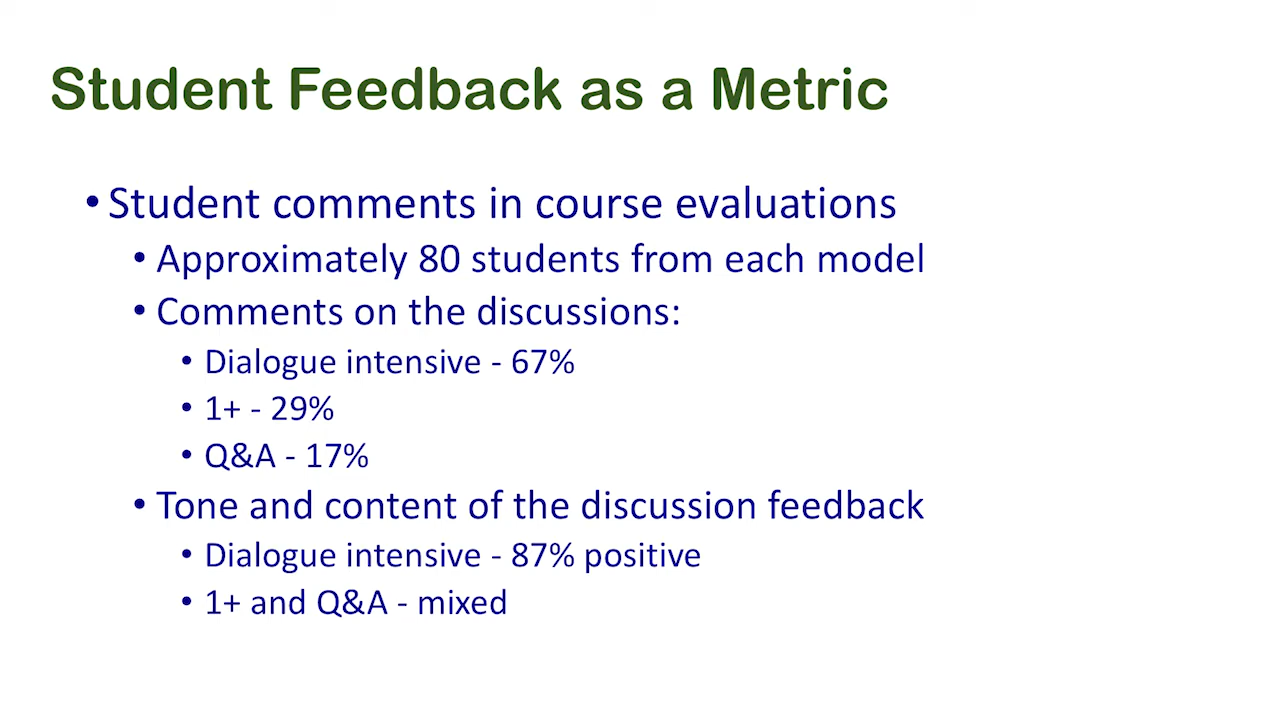 Student Feedback as a Metric
• Student comments in course evaluations
• Approximately 80 students from each model
• Comments on the discussions:
• Dialogue intensive - 67%
• 1+ - 29%
• Q&A - 17%
• Tone and content of the discussion feedback
• Dialogue intensive - 87% positive
• 1+ and Q&A - mixed